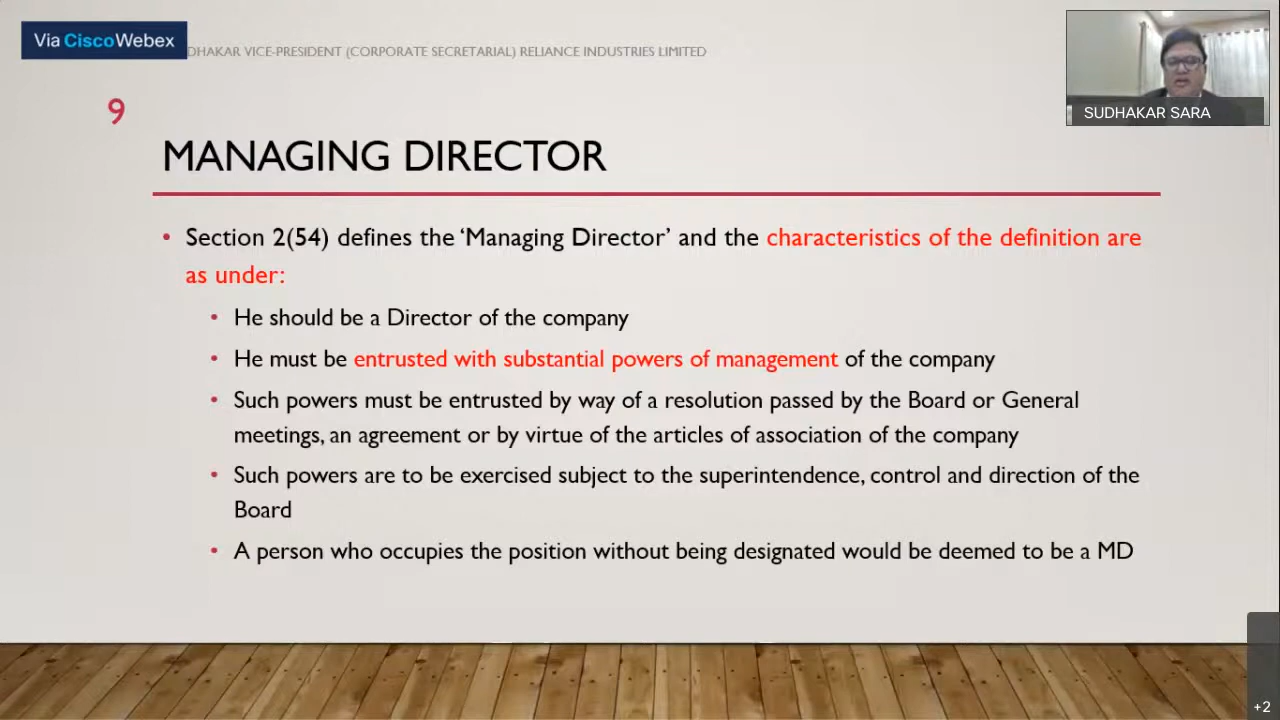 Via Cisco Webex
DHAKAR VICE-PRESIDENT (CORPORATE SECRETARIAL) RELIANCE INDUSTRIES LIMITED
SUDHAKAR SARA
9
MANAGING DIRECTOR
• Section 2(54) defines the ‘Managing Director’ and the characteristics of the definition are
as under:
• He should be a Director of the company
• He must be entrusted with substantial powers of management of the company
• Such powers must be entrusted by way of a resolution passed by the Board or General
meetings, an agreement or by virtue of the articles of association of the company
• Such powers are to be exercised subject to the superintendence, control and direction of the
Board
• A person who occupies the position without being designated would be deemed to be a MD
+2